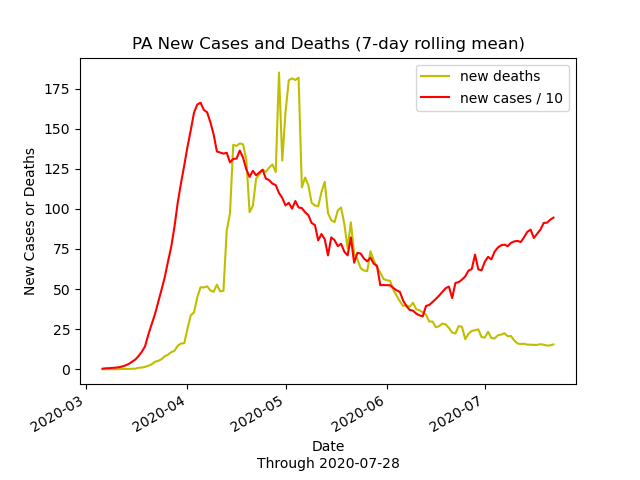 PA New Cases and Deaths (7-day rolling mean)
new deaths
new cases / 10
New Cases or Deaths
175
150
125
100
75
50
25
0
2020-03
2020-04
2020-05
2020-06
2020-07
Date
Through 2020-07-28